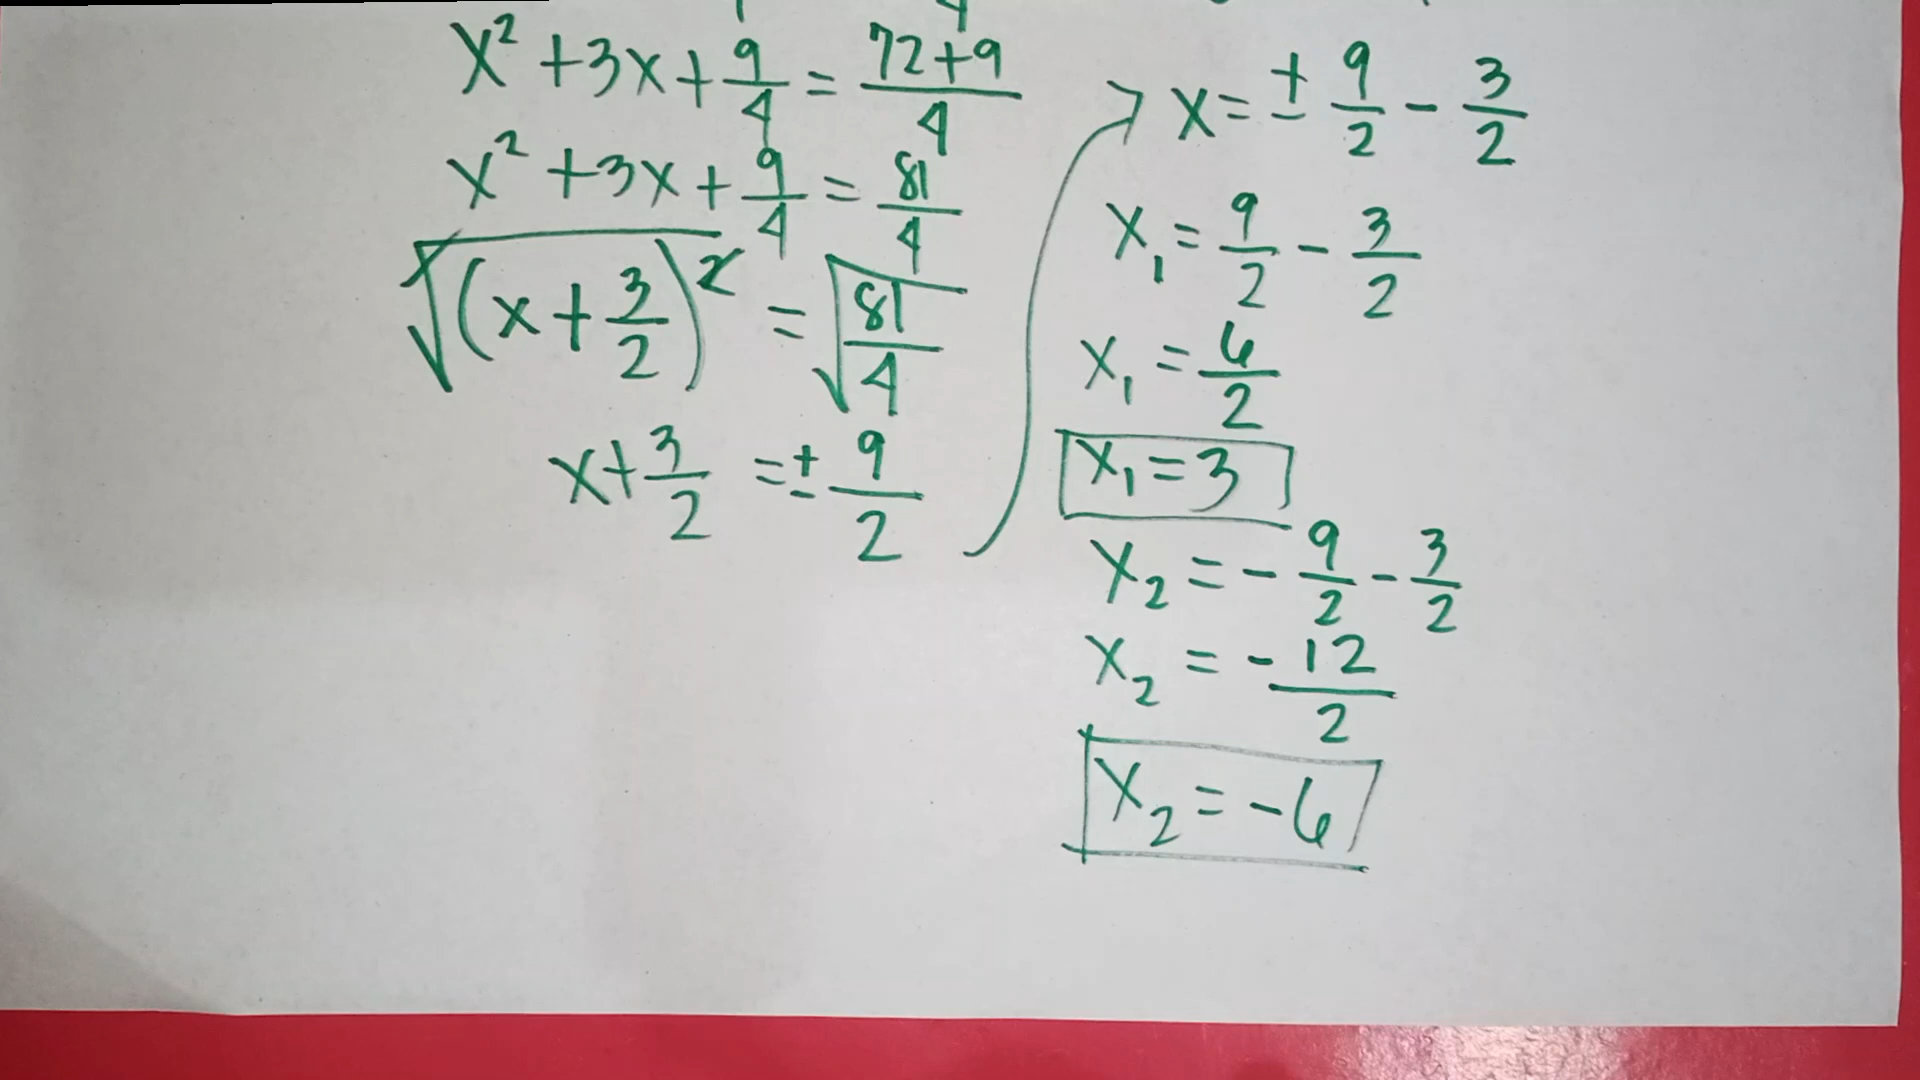 x² + 3x + 9/4 = (72+9)/4
x² + 3x + 9/4 = 81/4
√(x + 3/2)² = √(81/4)
x + 3/2 = ± 9/2
x = ± 9/2 - 3/2
x₁ = 9/2 - 3/2
x₁ = 6/2
x₁ = 3
x₂ = - 9/2 - 3/2
x₂ = - 12/2
x₂ = -6